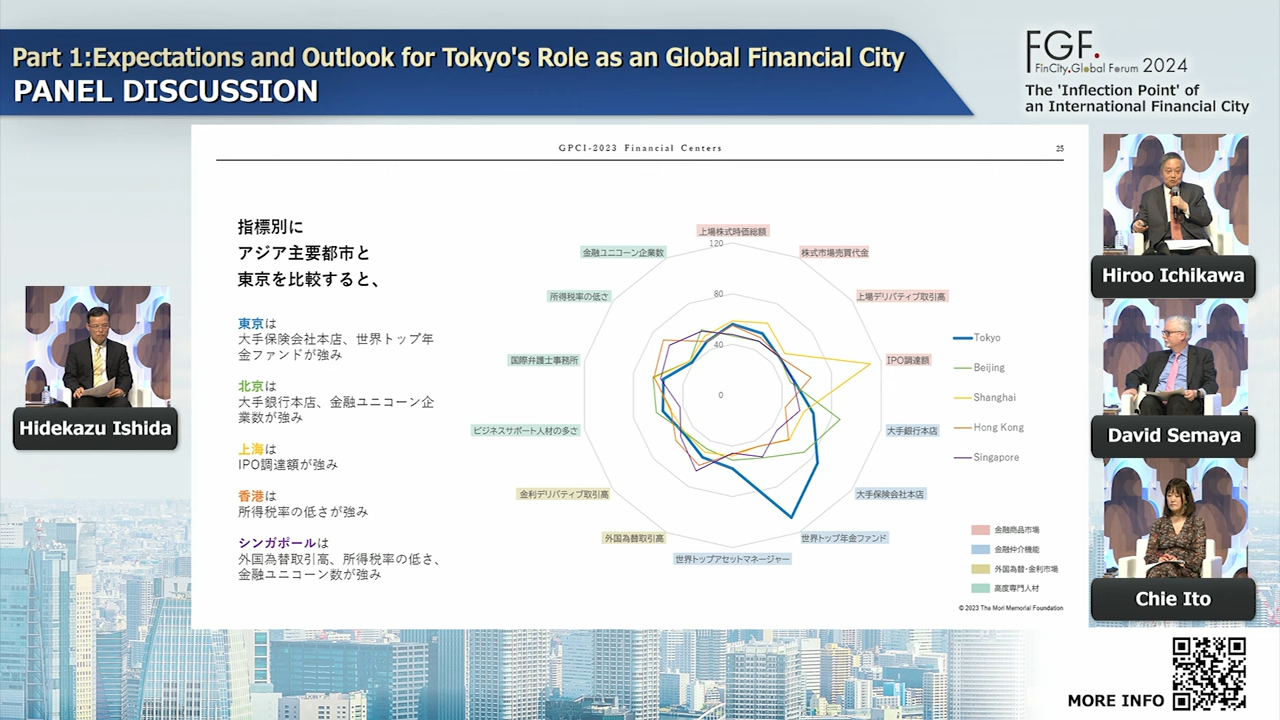 Part 1:Expectations and Outlook for Tokyo's Role as an Global Financial City
PANEL DISCUSSION
FGF.
FinCity.Global Forum 2024
The 'Inflection Point' of
an International Financial City
GPCI-2023 Financial Centers
25
指標別に
アジア主要都市と
東京を比較すると、
東京は
大手保険会社本店、世界トップ年
金ファンドが強み
北京は
大手銀行本店、金融ユニコーン企
業数が強み
上海は
IPO調達額が強み
香港は
所得税率の低さが強み
シンガポールは
外国為替取引高、所得税率の低さ、
金融ユニコーン数が強み
上場株式時価総額
株式市場売買代金
上場デリバティブ取引高
IPO調達額
大手銀行本店
大手保険会社本店
世界トップ年金ファンド
世界トップアセットマネージャー
外国為替取引高
金利デリバティブ取引高
ビジネスサポート人材の多さ
国際弁護士事務所
所得税率の低さ
金融ユニコーン企業数
120
80
40
0
Tokyo
Beijing
Shanghai
Hong Kong
Singapore
金融商品市場
金融仲介機能
外国為替・金利市場
高度専門人材
© 2023 The Mori Memorial Foundation
Hidekazu Ishida
Hiroo Ichikawa
David Semaya
Chie Ito
MORE INFO